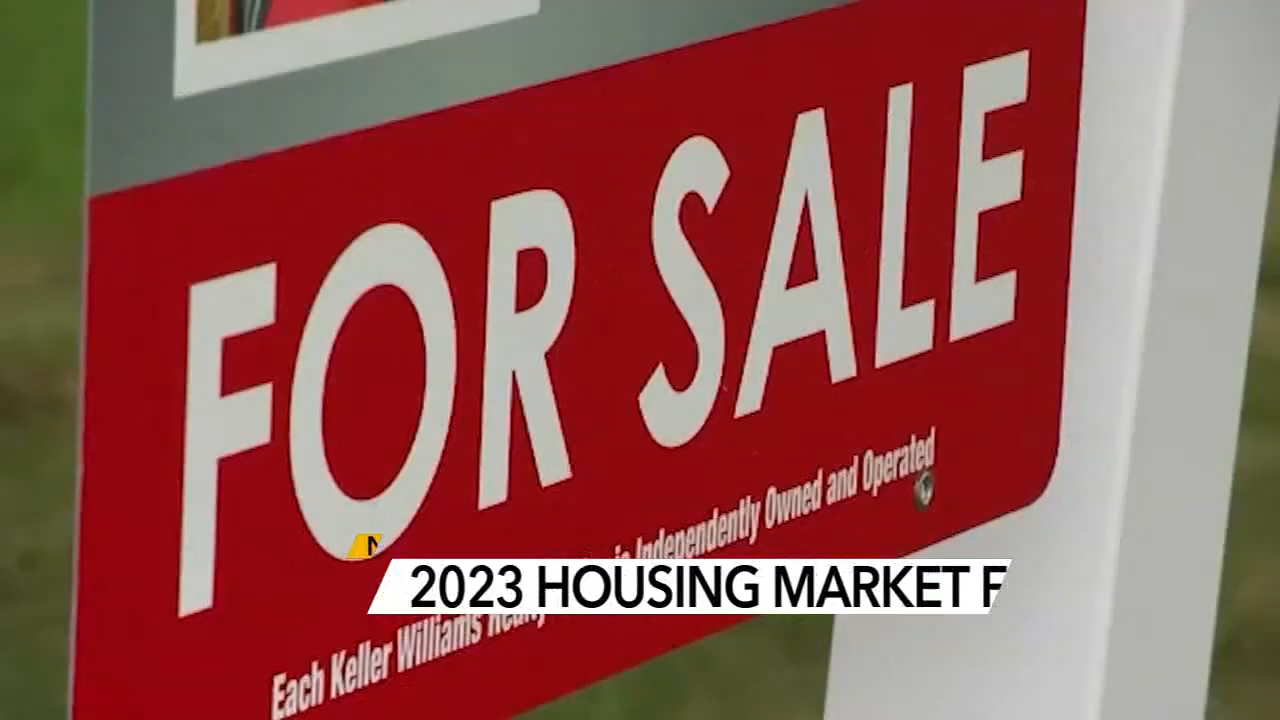 FOR SALE
Each Keller Williams is Independently Owned and Operated
N
2023 HOUSING MARKET F